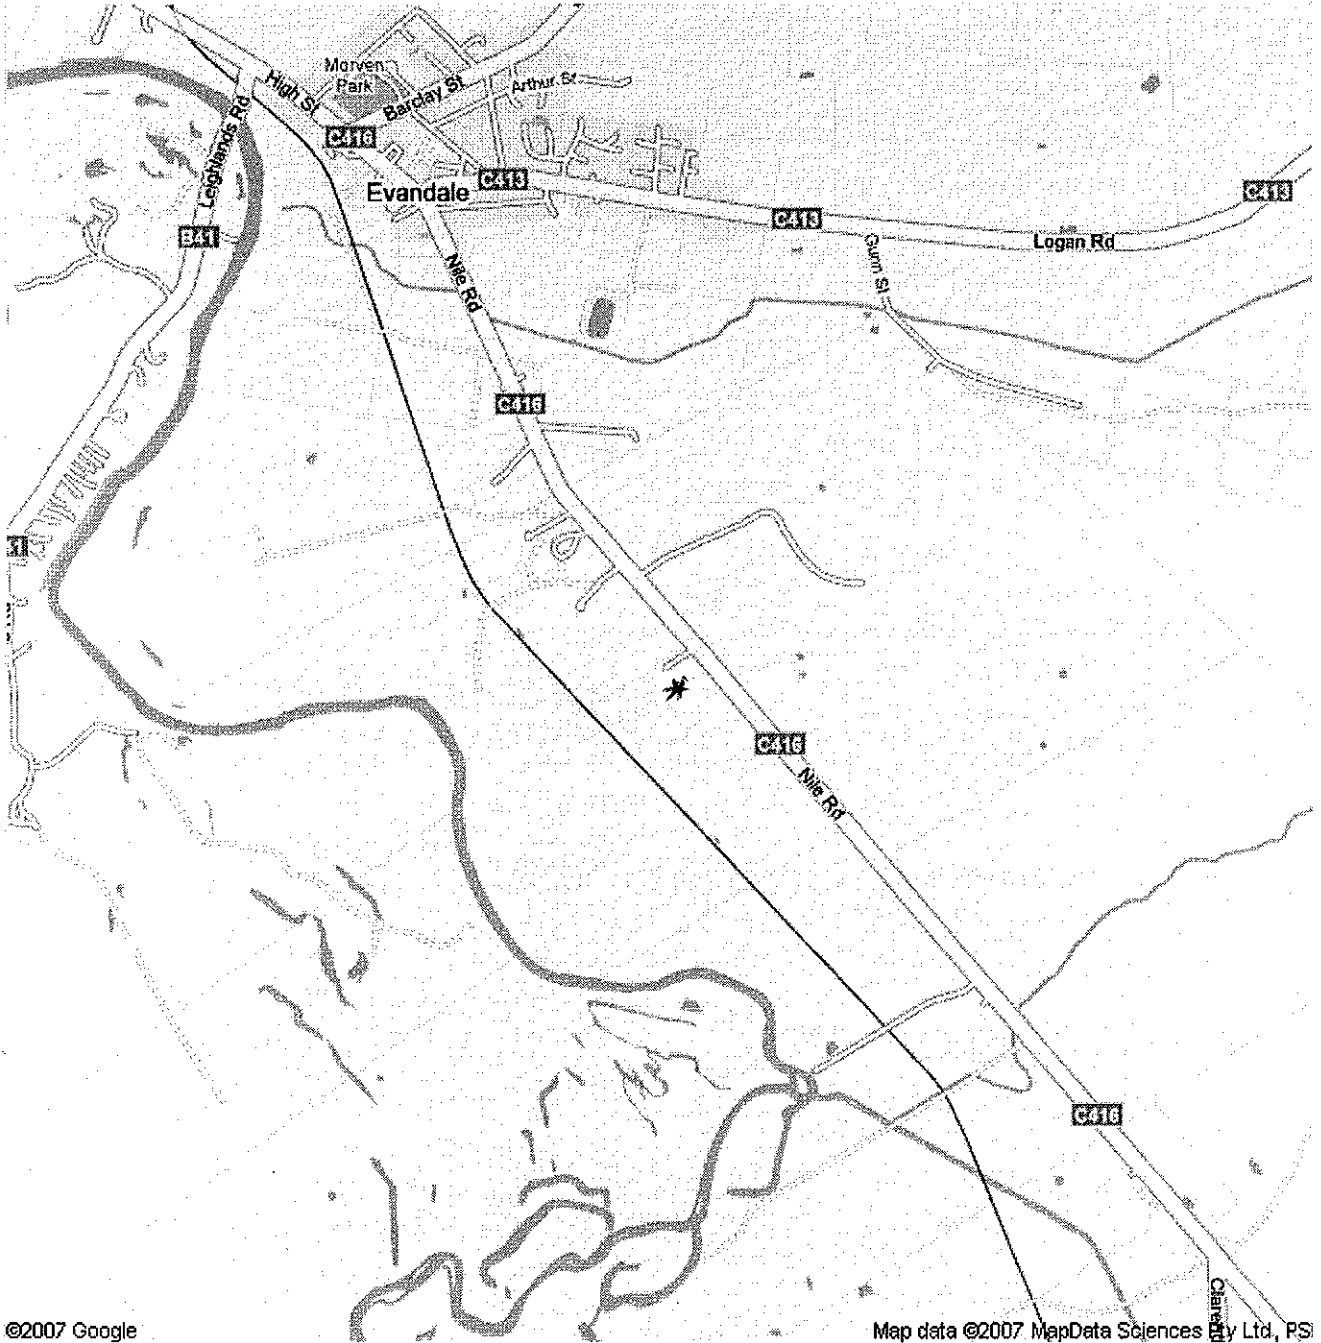 Morven
Park
High St
Barclay St
Arthur St
C416
Leighlands Rd
Evandale
C413
C413
C413
B41
Logan Rd
Nile Rd
Gunn St
C416
C416
Nile Rd
C416
©2007 Google
Map data ©2007 MapData Sciences Pty Ltd, PS